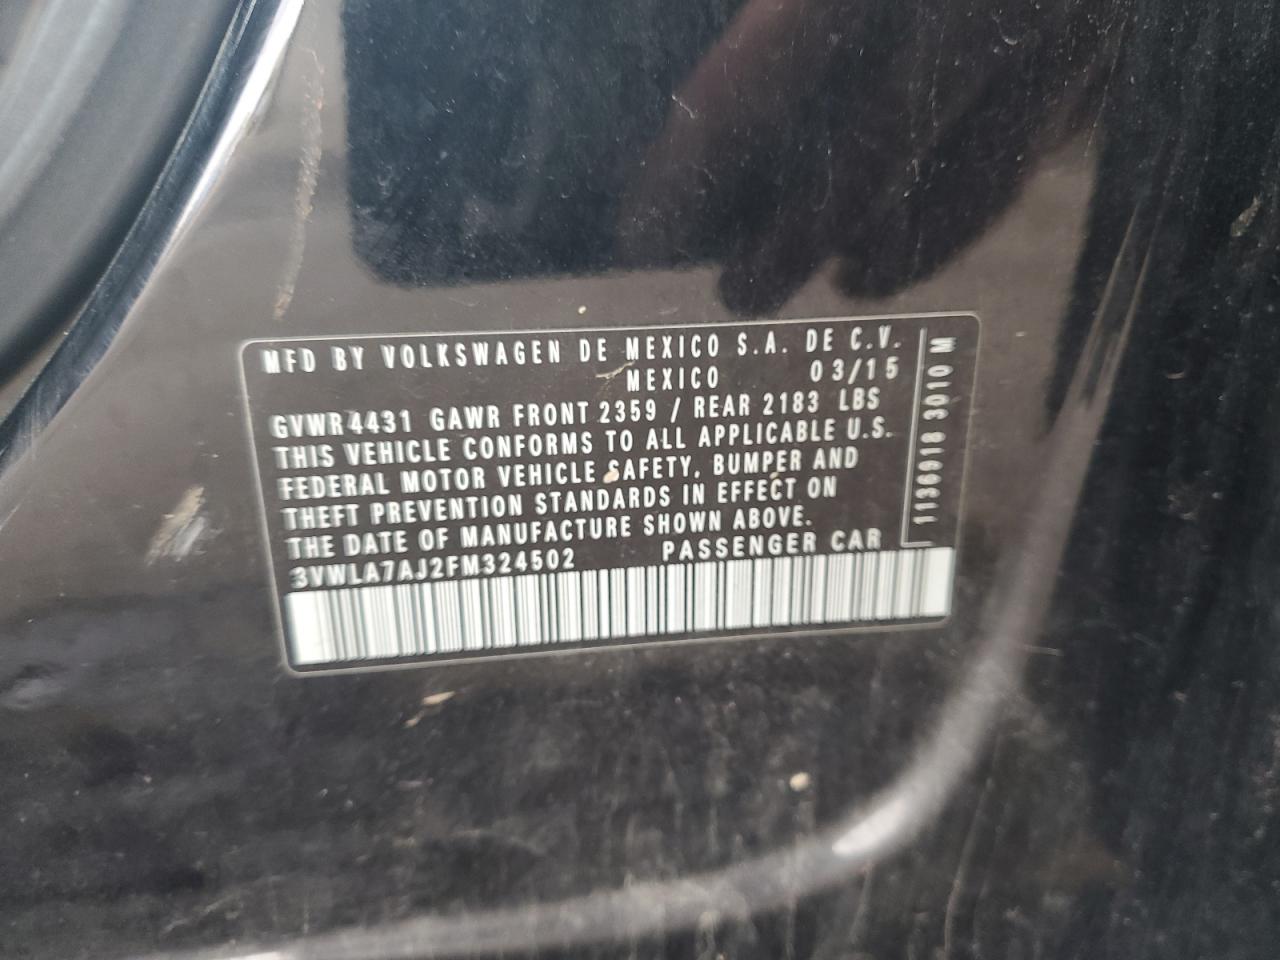 MFD BY VOLKSWAGEN DE MEXICO S.A. DE C.V.
MEXICO 03/15
GVWR 4431 GAWR FRONT 2359 / REAR 2183 LBS
THIS VEHICLE CONFORMS TO ALL APPLICABLE U.S.
FEDERAL MOTOR VEHICLE SAFETY, BUMPER AND
THEFT PREVENTION STANDARDS IN EFFECT ON
THE DATE OF MANUFACTURE SHOWN ABOVE.
3VWLA7AJ2FM324502 PASSENGER CAR
1136918 3010 M